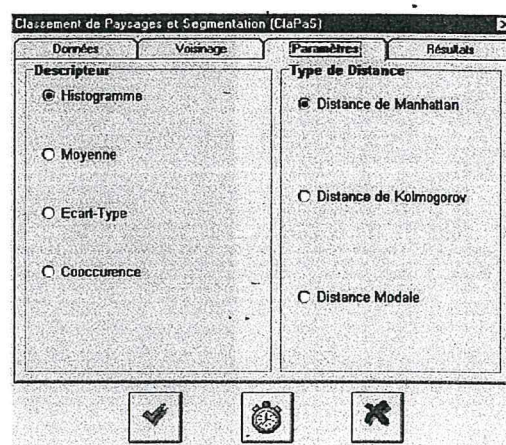 Classement de Paysages et Segmentation (ClaPaS)
Données Voisinage Paramètres Résultats
Descripteur
Histogramme
Moyenne
Ecart-Type
Cooccurence
Type de Distance
Distance de Manhattan
Distance de Kolmogorov
Distance Modale